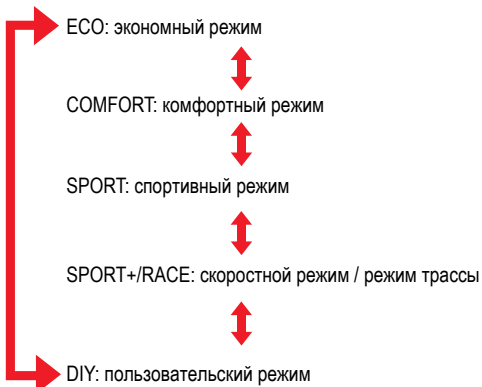 ECO: экономный режим
COMFORT: комфортный режим
SPORT: спортивный режим
SPORT+/RACE: скоростной режим / режим трассы
DIY: пользовательский режим